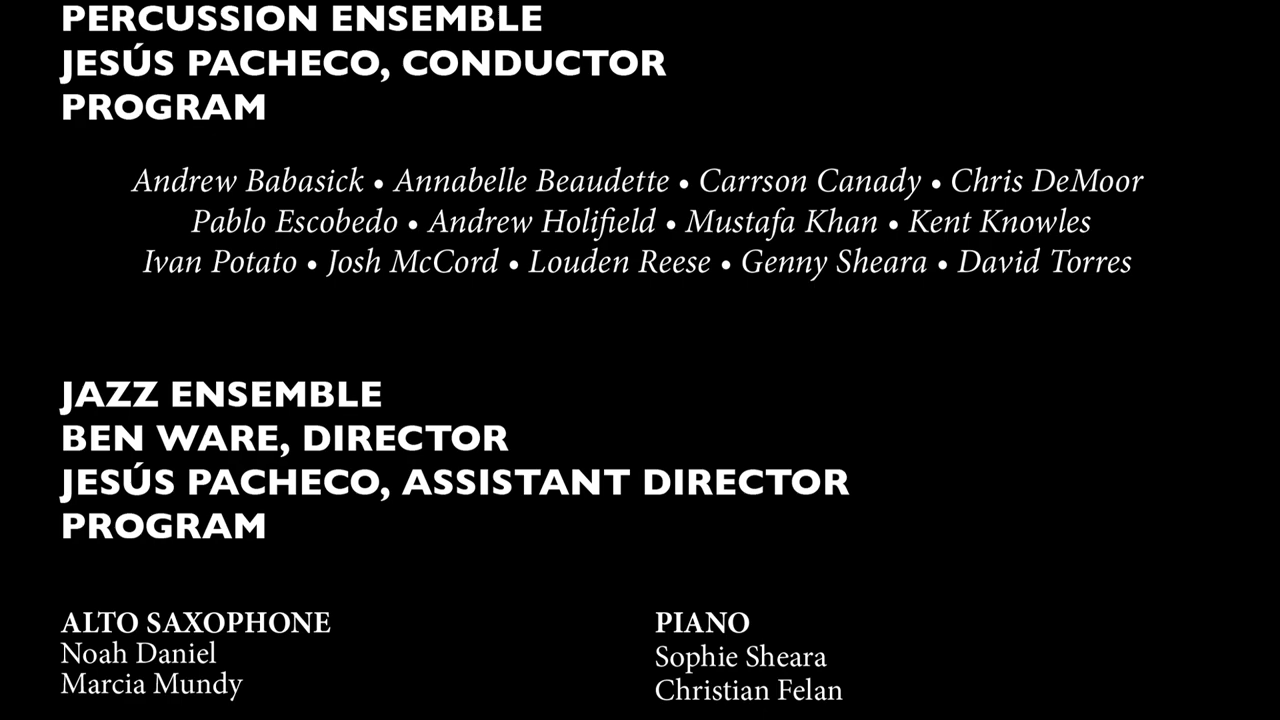 PERCUSSION ENSEMBLE
JESÚS PACHECO, CONDUCTOR
PROGRAM
Andrew Babasick • Annabelle Beaudette • Carrson Canady • Chris DeMoor
Pablo Escobedo • Andrew Holifield • Mustafa Khan • Kent Knowles
Ivan Potato • Josh McCord • Louden Reese • Genny Sheara • David Torres
JAZZ ENSEMBLE
BEN WARE, DIRECTOR
JESÚS PACHECO, ASSISTANT DIRECTOR
PROGRAM
ALTO SAXOPHONE
Noah Daniel
Marcia Mundy
PIANO
Sophie Sheara
Christian Felan